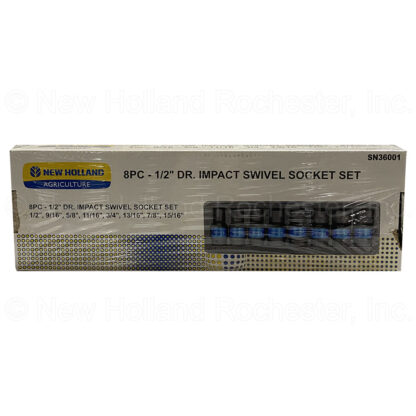 © New Holland Rochester, Inc.
SN36001
NEW HOLLAND
AGRICULTURE
8PC - 1/2" DR. IMPACT SWIVEL SOCKET SET
8PC - 1/2" DR. IMPACT SWIVEL SOCKET SET
1/2", 9/16", 5/8", 11/16", 3/4", 13/16", 7/8", 15/16"
© New Holland Rochester, Inc.